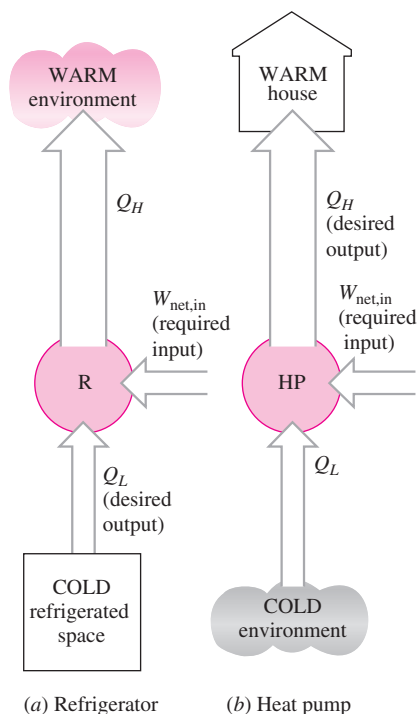 WARM
environment
Q_H
W_net,in
(required
input)
R
Q_L
(desired
output)
COLD
refrigerated
space
(a) Refrigerator
WARM
house
Q_H
(desired
output)
W_net,in
(required
input)
HP
Q_L
COLD
environment
(b) Heat pump